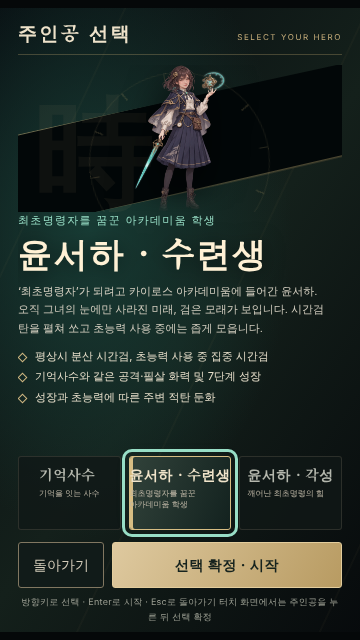 주인공 선택
SELECT YOUR HERO
時
최초명령자를 꿈꾼 아카데미움 학생
윤서하 · 수련생
‘최초명령자’가 되려고 카이로스 아카데미움에 들어간 윤서하.
오직 그녀의 눈에만 사라진 미래, 검은 모래가 보입니다. 시간검
탄을 펼쳐 쏘고 초능력 사용 중에는 좁게 모읍니다.
◇ 평상시 분산 시간검, 초능력 사용 중 집중 시간검
◇ 기억사수와 같은 공격·필살 화력 및 7단계 성장
◇ 성장과 초능력에 따른 주변 적탄 둔화
기억사수
기억을 잇는 사수
윤서하 · 수련생
최초명령자를 꿈꾼
아카데미움 학생
윤서하 · 각성
깨어난 최초명령의 힘
돌아가기
선택 확정 · 시작
방향키로 선택 · Enter로 시작 · Esc로 돌아가기 터치 화면에서는 주인공을 누
른 뒤 선택 확정